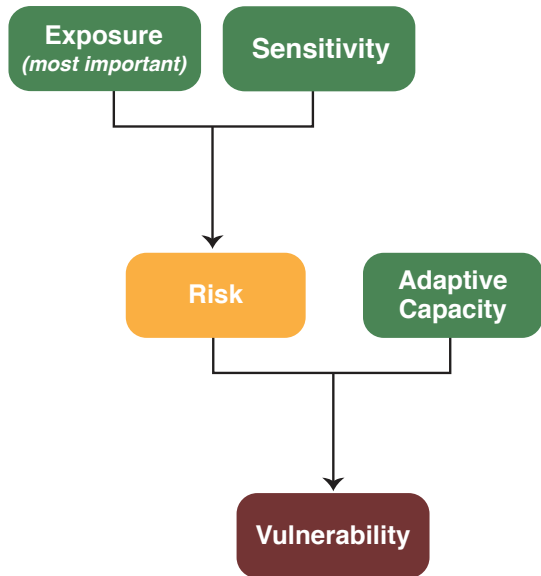 Exposure
(most important)
Sensitivity
Risk
Adaptive
Capacity
Vulnerability